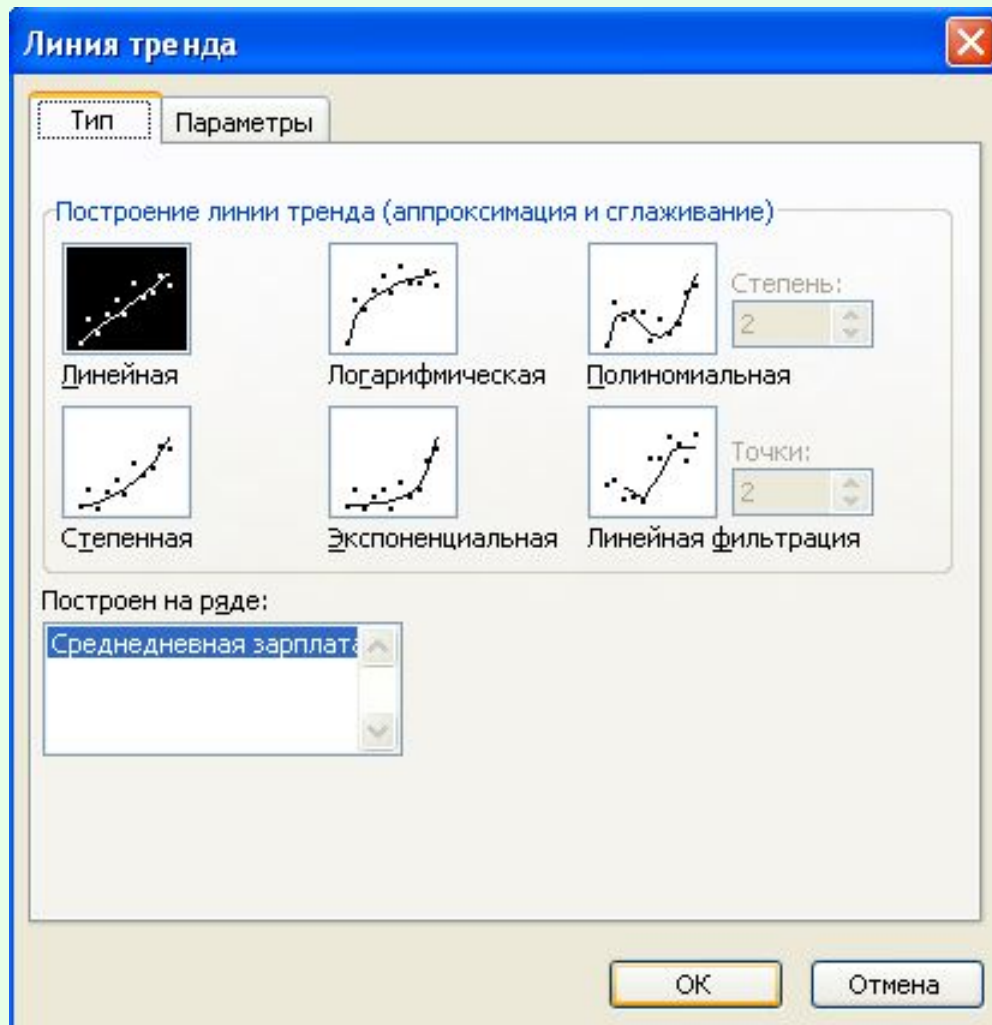 Линия тренда
Тип
Параметры
Построение линии тренда (аппроксимация и сглаживание)
Степень:
2
Линейная
Логарифмическая
Полиномиальная
Точки:
2
Степенная
Экспоненциальная
Линейная фильтрация
Построен на ряде:
Среднедневная зарплата
ОК
Отмена